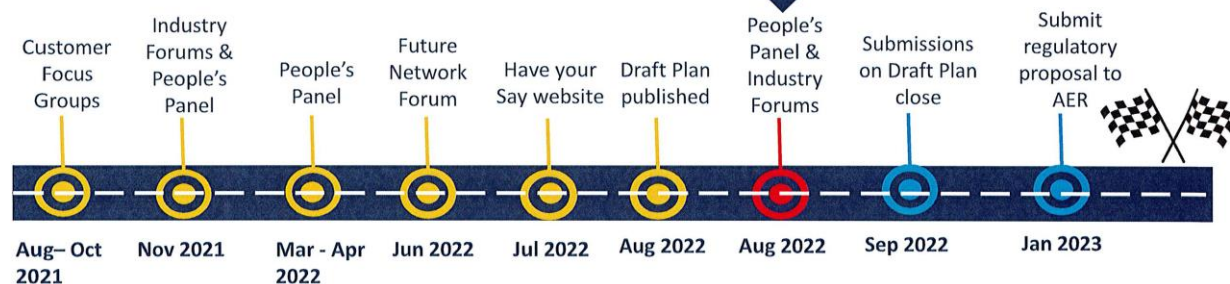 Customer
Focus
Groups
Industry
Forums &
People's
Panel
People's
Panel
Future
Network
Forum
Have your
Say website
Draft Plan
published
People's
Panel &
Industry
Forums
Submissions
on Draft Plan
close
Submit
regulatory
proposal to
AER
Aug– Oct
2021
Nov 2021
Mar - Apr
2022
Jun 2022
Jul 2022
Aug 2022
Aug 2022
Sep 2022
Jan 2023